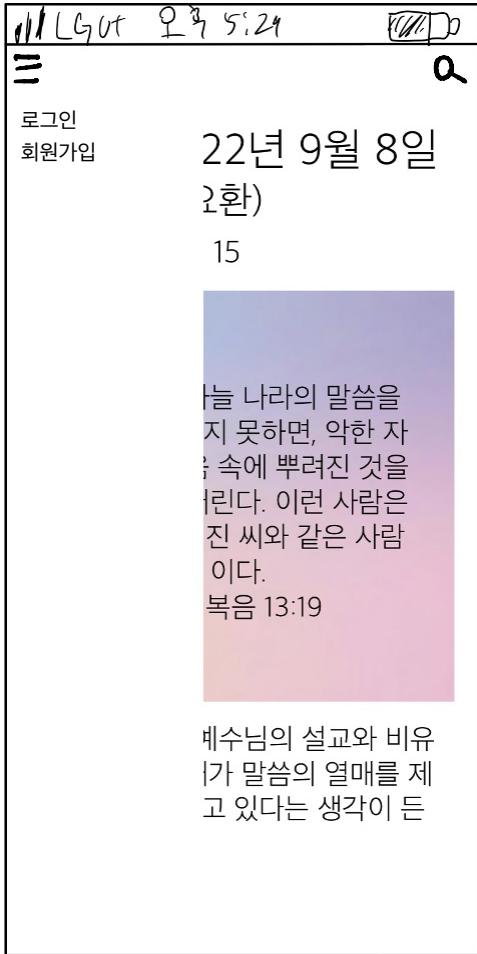 LG U+ 오후 5:29
로그인
회원가입
22년 9월 8일
환)
15
늘 나라의 말씀을
지 못하면, 악한 자
속에 뿌려진 것을
린다. 이런 사람은
진 씨와 같은 사람
이다.
복음 13:19
예수님의 설교와 비유
가 말씀의 열매를 제
고 있다는 생각이 든